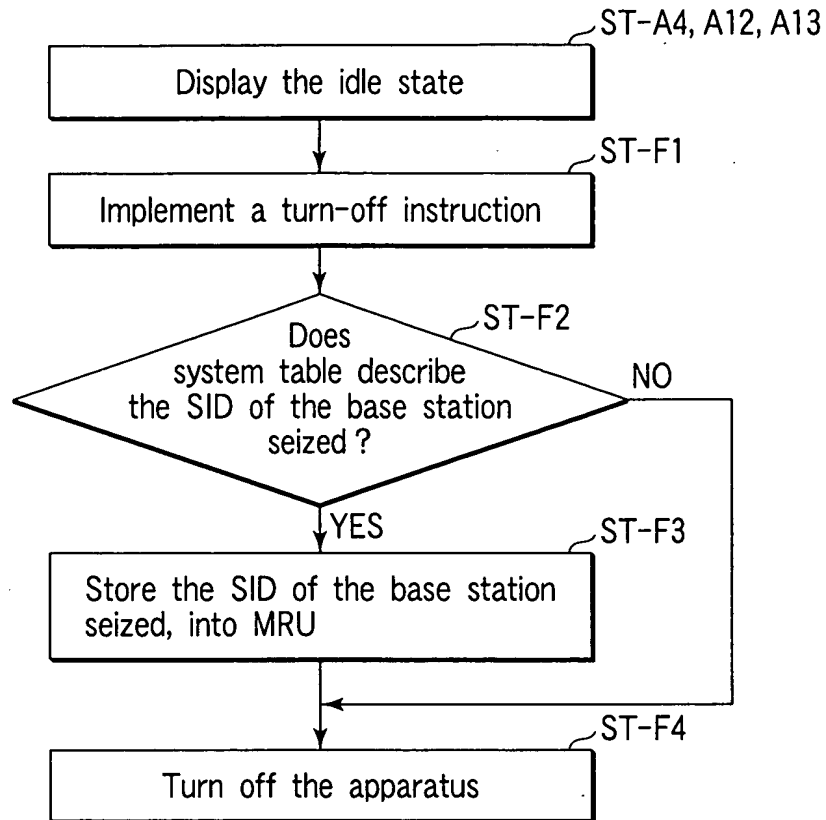 ST-A4, A12, A13
Display the idle state
ST-F1
Implement a turn-off instruction
ST-F2
Does
system table describe
the SID of the base station
seized?
NO
YES
ST-F3
Store the SID of the base station
seized, into MRU
ST-F4
Turn off the apparatus